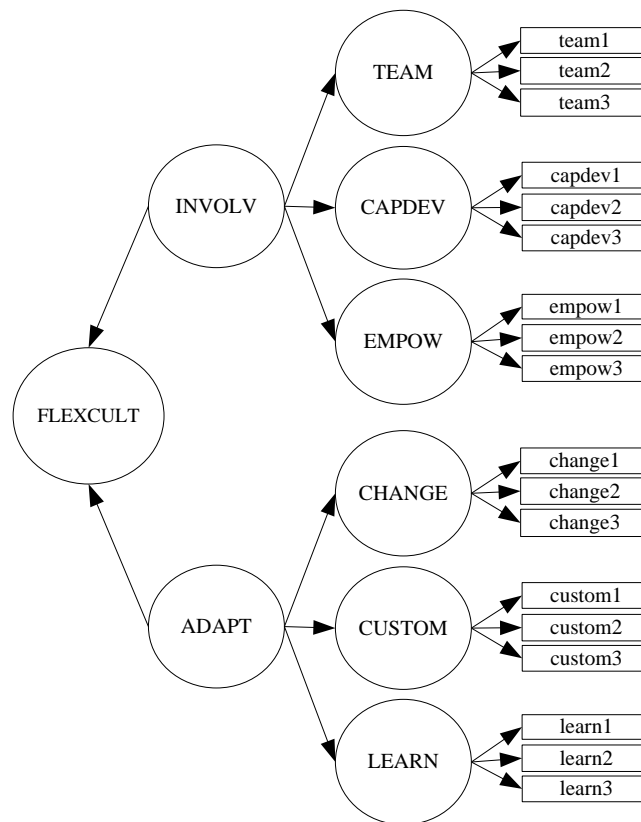 TEAM
team1
team2
team3
INVOLV
CAPDEV
capdev1
capdev2
capdev3
EMPOW
empow1
empow2
empow3
FLEXCULT
CHANGE
change1
change2
change3
ADAPT
CUSTOM
custom1
custom2
custom3
LEARN
learn1
learn2
learn3